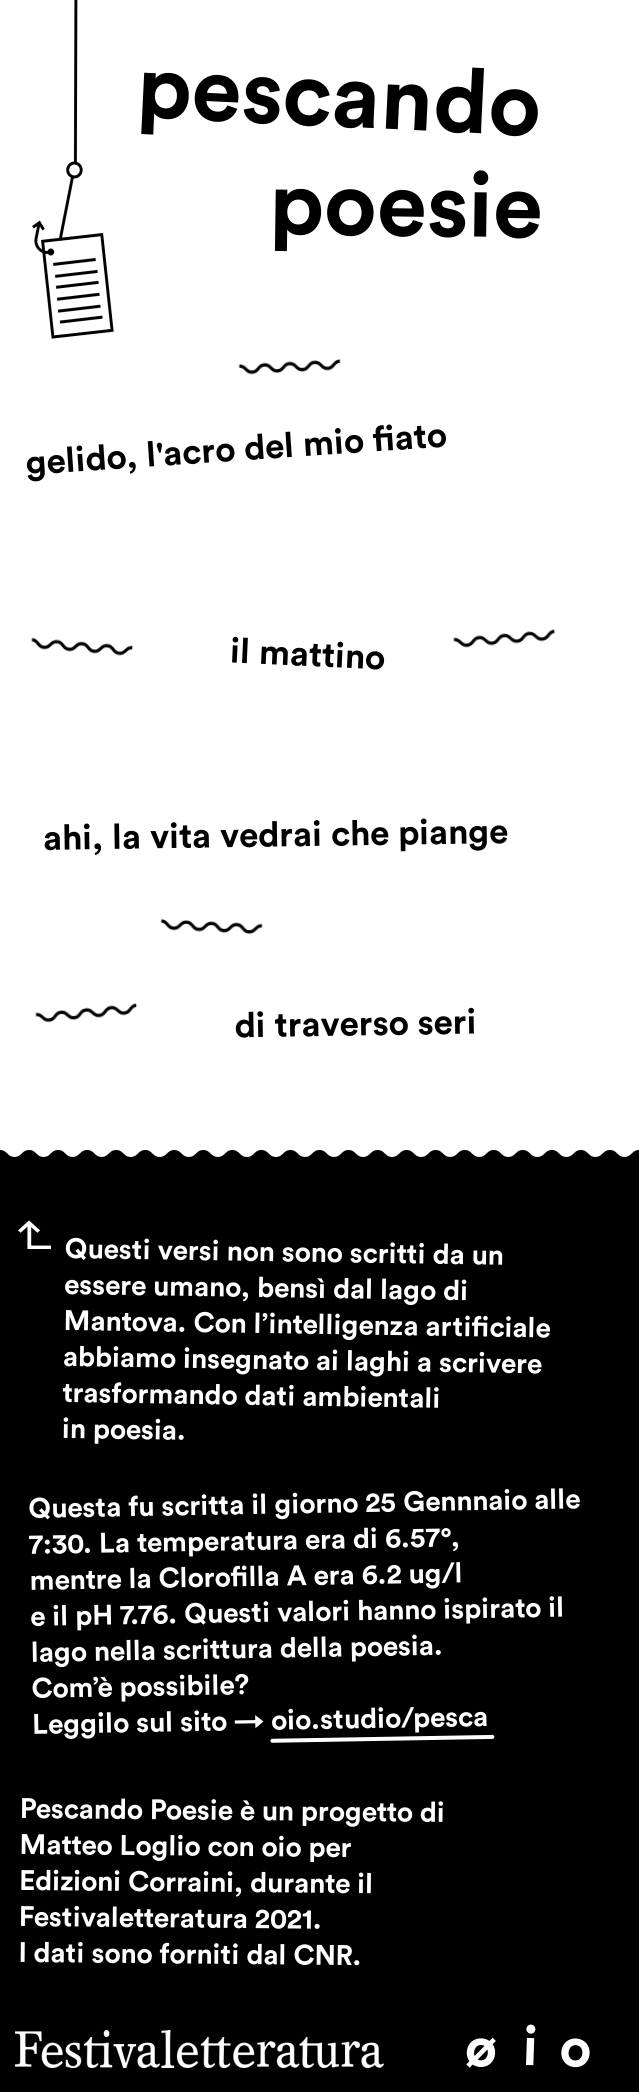 pescando
poesie
gelido, l'acro del mio fiato
il mattino
ahi, la vita vedrai che piange
di traverso seri
Questi versi non sono scritti da un
essere umano, bensì dal lago di
Mantova. Con l’intelligenza artificiale
abbiamo insegnato ai laghi a scrivere
trasformando dati ambientali
in poesia.
Questa fu scritta il giorno 25 Gennnaio alle
7:30. La temperatura era di 6.57°,
mentre la Clorofilla A era 6.2 ug/l
e il pH 7.76. Questi valori hanno ispirato il
lago nella scrittura della poesia.
Com’è possibile?
Leggilo sul sito → oio.studio/pesca
Pescando Poesie è un progetto di
Matteo Loglio con oio per
Edizioni Corraini, durante il
Festivaletteratura 2021.
I dati sono forniti dal CNR.
Festivaletteratura ø i o